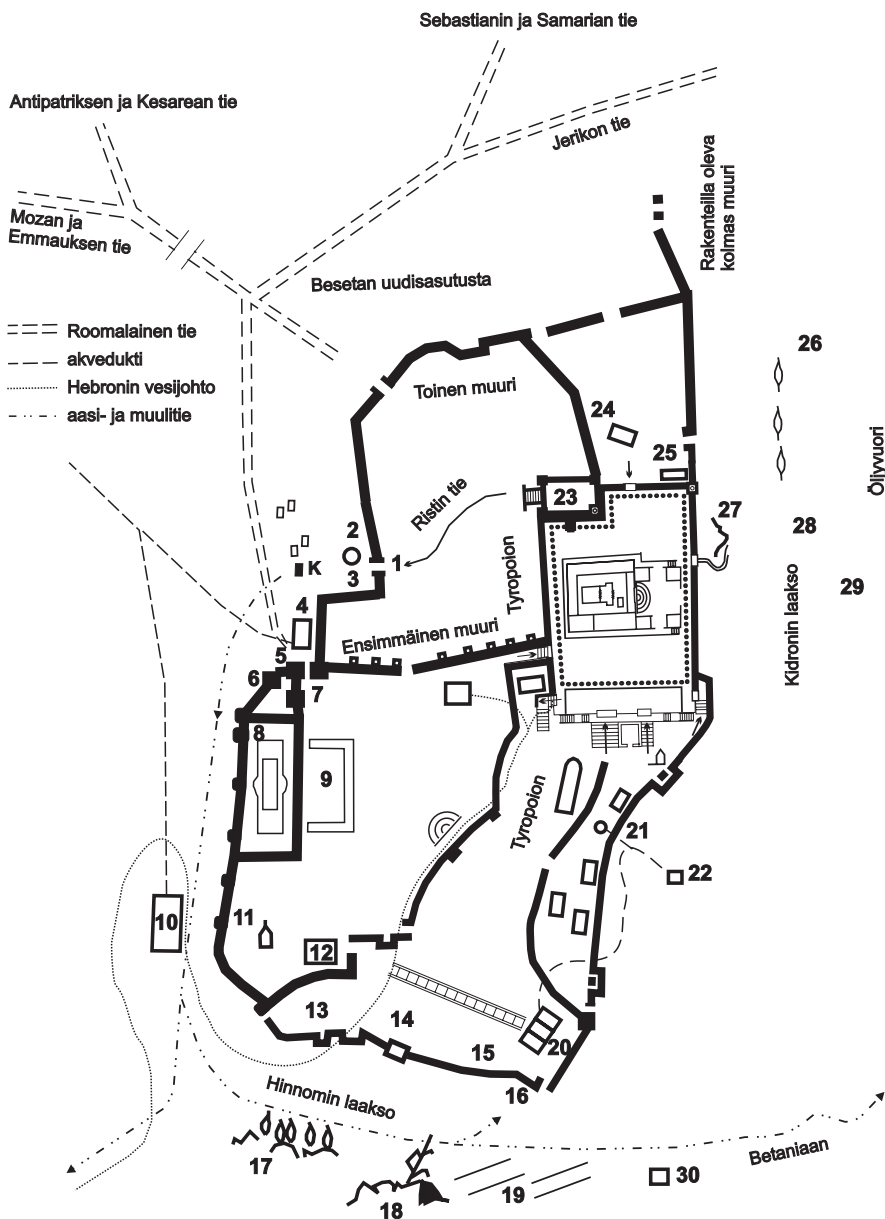 Sebastianin ja Samarian tie
Antipatriksen ja Kesarean tie
Jerikon tie
Mozan ja
Emmauksen tie
Rakenteilla oleva
kolmas muuri
Besetan uudisasutusta
Roomalainen tie
akvedukti
Hebronin vesijohto
aasi- ja muulitie
Toinen muuri
26
Öljyvuori
24
25
23
27
28
29
Ristin tie
2
1
K
3
Tyropoion
Kidronin laakso
4
Ensimmäinen muuri
5
6
7
8
9
Tyropoion
21
22
10
11
12
13
14
15
20
16
Hinnomin laakso
17
18
19
30
Betaniaan